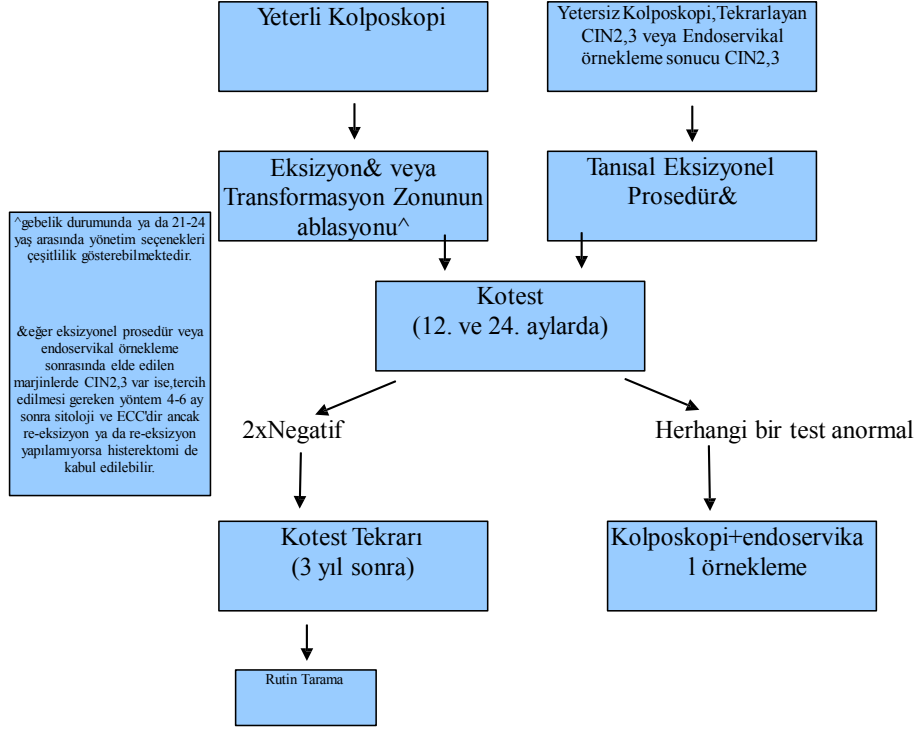 Yeterli Kolposkopi
Yetersiz Kolposkopi,Tekrarlayan
CIN2,3 veya Endoservikal
örnekleme sonucu CIN2,3
Eksizyon& veya
Transformasyon Zonunun
ablasyonu^
Tanısal Eksizyonel
Prosedür&
^gebelik durumunda ya da 21-24
yaş arasında yönetim seçenekleri
çeşitlilik gösterebilmektedir.
&eğer eksizyonel prosedür veya
endoservikal örnekleme
sonrasında elde edilen
marjinlerde CIN2,3 var ise,tercih
edilmesi gereken yöntem 4-6 ay
sonra sitoloji ve ECC'dir ancak
re-eksizyon ya da re-eksizyon
yapılamıyorsa histerektomi de
kabul edilebilir.
Kotest
(12. ve 24. aylarda)
2xNegatif
Herhangi bir test anormal
Kotest Tekrarı
(3 yıl sonra)
Kolposkopi+endoservika
l örnekleme
Rutin Tarama